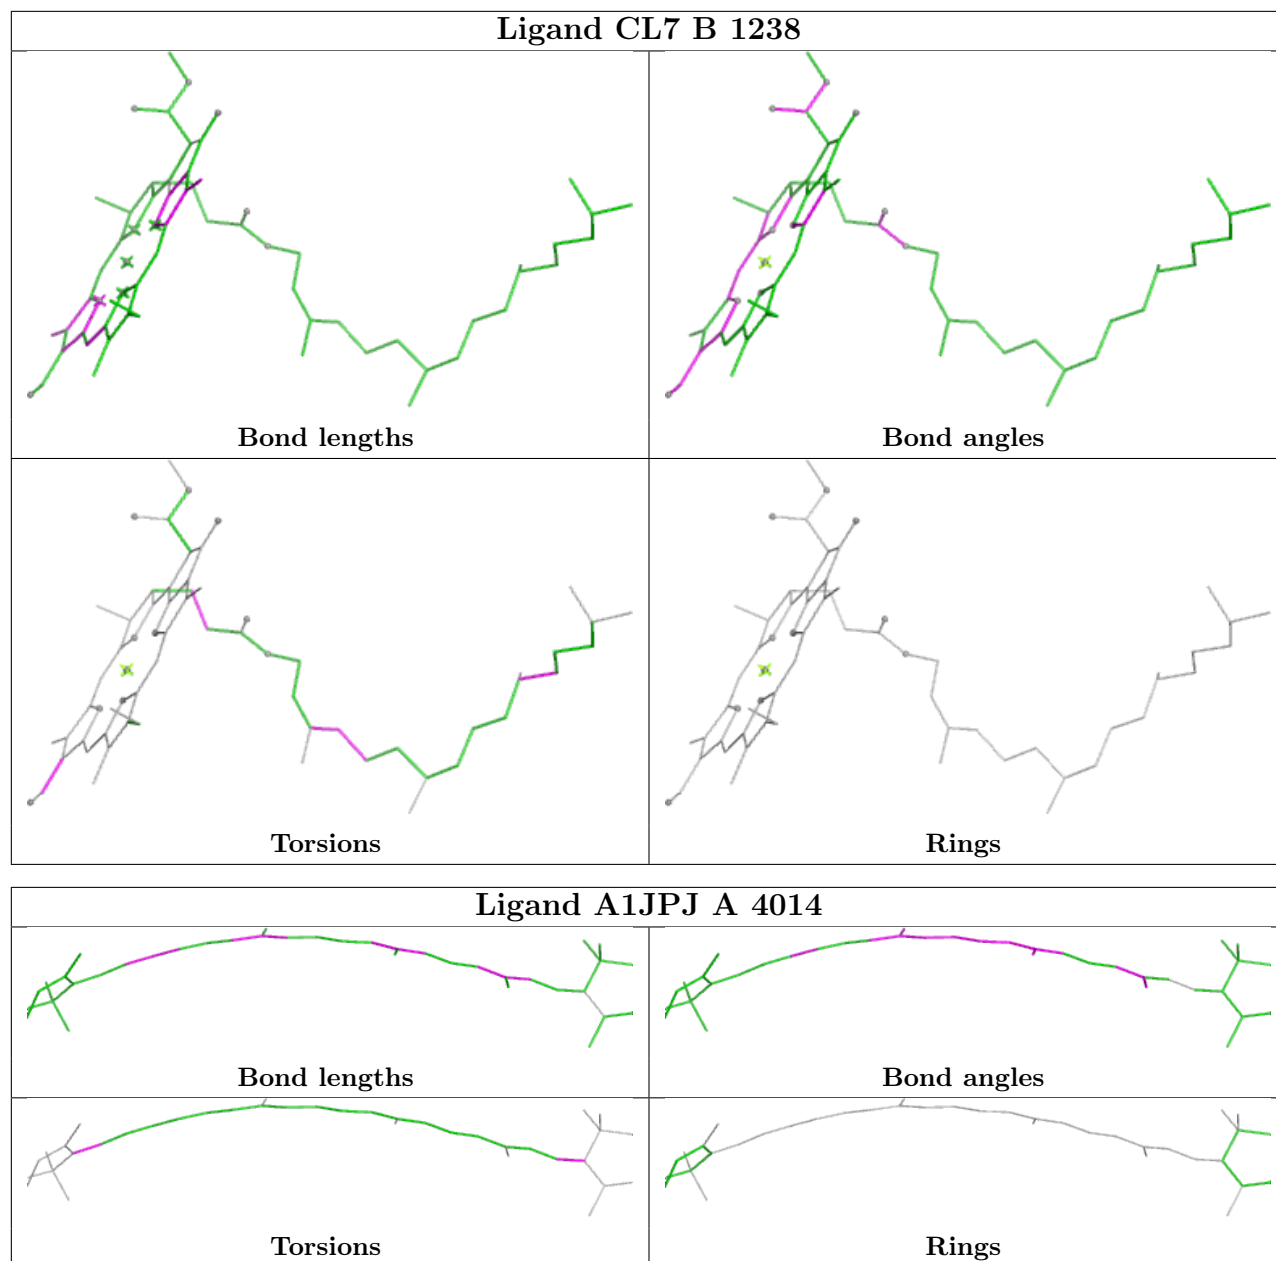 Ligand CL7 B 1238
Bond lengths
Bond angles
Torsions
Rings
Ligand A1JPJ A 4014
Bond lengths
Bond angles
Torsions
Rings